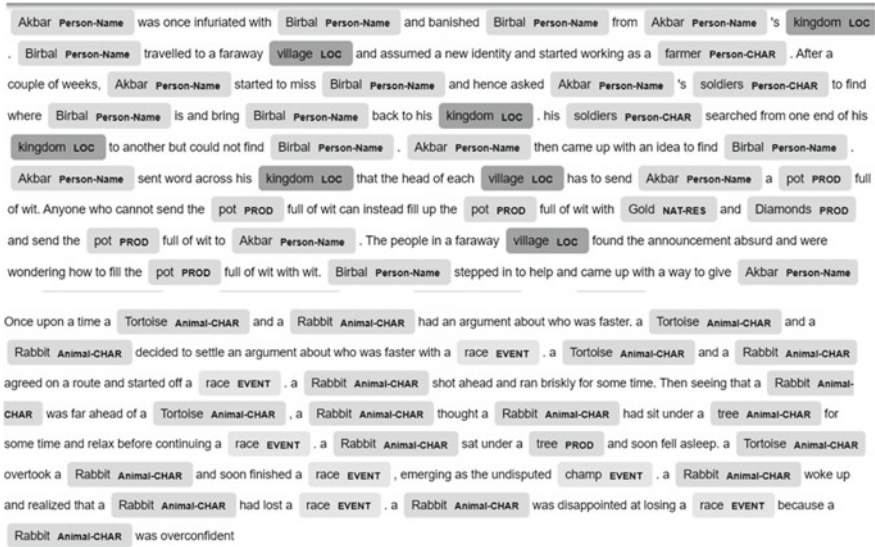 Akbar Person-Name was once infuriated with Birbal Person-Name and banished Birbal Person-Name from Akbar Person-Name 's kingdom LOC
. Birbal Person-Name travelled to a faraway village LOC and assumed a new identity and started working as a farmer Person-CHAR . After a
couple of weeks, Akbar Person-Name started to miss Birbal Person-Name and hence asked Akbar Person-Name 's soldiers Person-CHAR to find
where Birbal Person-Name is and bring Birbal Person-Name back to his kingdom LOC . his soldiers Person-CHAR searched from one end of his
kingdom LOC to another but could not find Birbal Person-Name . Akbar Person-Name then came up with an idea to find Birbal Person-Name .
Akbar Person-Name sent word across his kingdom LOC that the head of each village LOC has to send Akbar Person-Name a pot PROD full
of wit. Anyone who cannot send the pot PROD full of wit can instead fill up the pot PROD full of wit with Gold NAT-RES and Diamonds PROD
and send the pot PROD full of wit to Akbar Person-Name . The people in a faraway village LOC found the announcement absurd and were
wondering how to fill the pot PROD full of wit with wit. Birbal Person-Name stepped in to help and came up with a way to give Akbar Person-Name
Once upon a time a Tortoise Animal-CHAR and a Rabbit Animal-CHAR had an argument about who was faster. a Tortoise Animal-CHAR and a
Rabbit Animal-CHAR decided to settle an argument about who was faster with a race EVENT . a Tortoise Animal-CHAR and a Rabbit Animal-CHAR
agreed on a route and started off a race EVENT . a Rabbit Animal-CHAR shot ahead and ran briskly for some time. Then seeing that a Rabbit Animal-
CHAR was far ahead of a Tortoise Animal-CHAR , a Rabbit Animal-CHAR thought a Rabbit Animal-CHAR had sit under a tree Animal-CHAR for
some time and relax before continuing a race EVENT . a Rabbit Animal-CHAR sat under a tree PROD and soon fell asleep. a Tortoise Animal-CHAR
overtook a Rabbit Animal-CHAR and soon finished a race EVENT , emerging as the undisputed champ EVENT . a Rabbit Animal-CHAR woke up
and realized that a Rabbit Animal-CHAR had lost a race EVENT . a Rabbit Animal-CHAR was disappointed at losing a race EVENT because a
Rabbit Animal-CHAR was overconfident